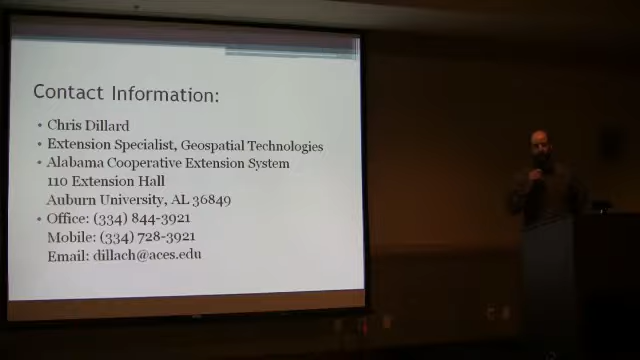 Contact Information:
• Chris Dillard
• Extension Specialist, Geospatial Technologies
• Alabama Cooperative Extension System
110 Extension Hall
Auburn University, AL 36849
• Office: (334) 844-3921
Mobile: (334) 728-3921
Email: dillach@aces.edu